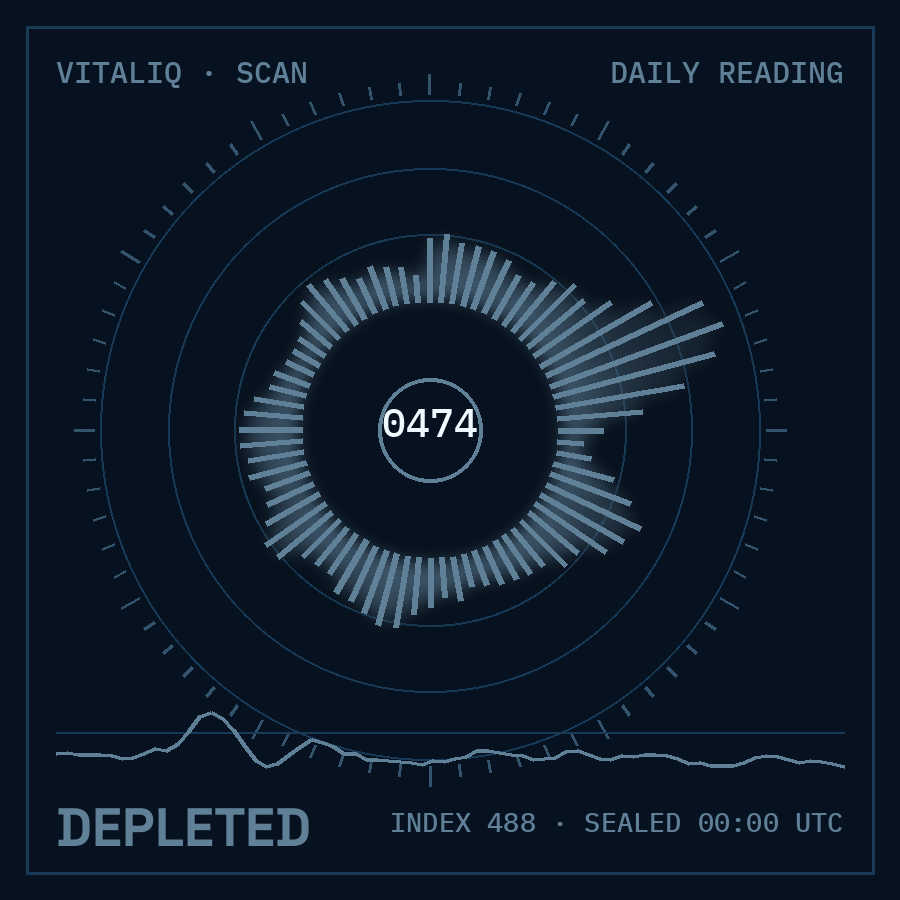 VITALIQ · SCAN
DAILY READING
0474
DEPLETED
INDEX 488 · SEALED 00:00 UTC